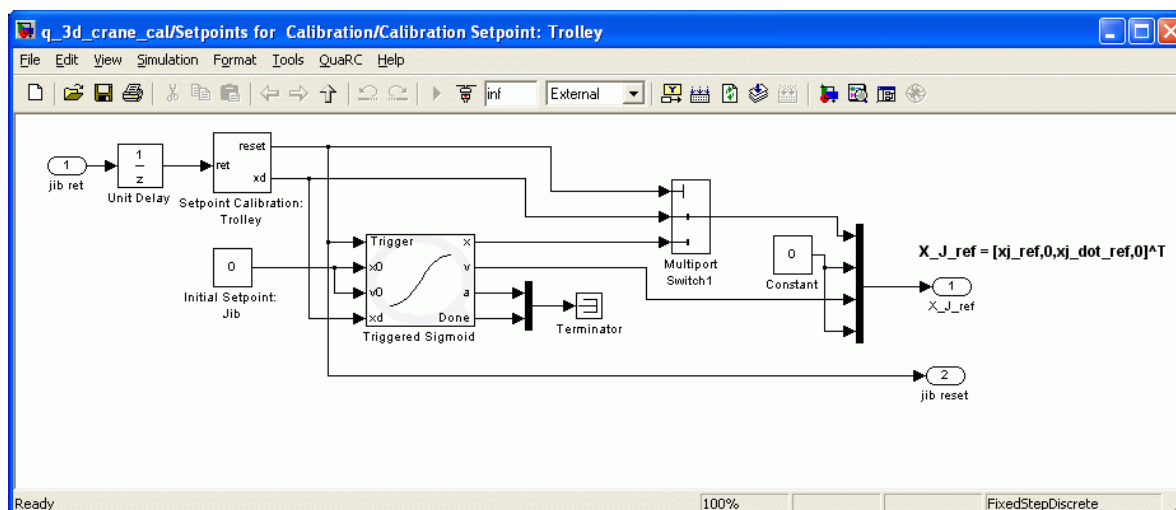 q_3d_crane_cal/Setpoints for Calibration/Calibration Setpoint: Trolley
File Edit View Simulation Format Tools QuaRC Help
inf External
1
jib ret
1
z
Unit Delay
ret
reset
xd
Setpoint Calibration:
Trolley
0
Initial Setpoint:
Jib
Trigger
x0
v0
xd
x
v
a
Done
Triggered Sigmoid
Terminator
Multiport
Switch1
0
Constant
X_J_ref = [xj_ref,0,xj_dot_ref,0]^T
1
X_J_ref
2
jib reset
Ready 100% FixedStepDiscrete